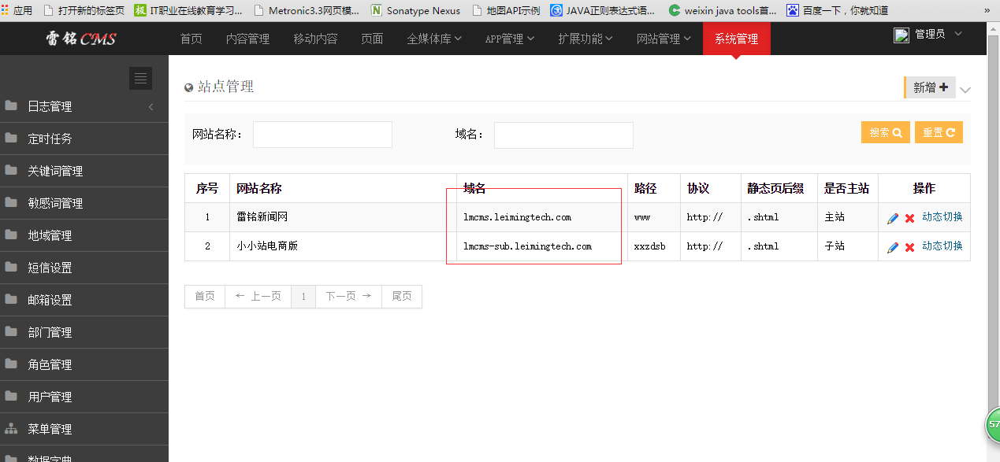 应用 打开新的标签页 极 IT职业在线教育学习... Metronic3.3网页模... N Sonatype Nexus 地图API示例 JAVA正则表达式语... weixin java tools首... 百度一下，你就知道 »
雷铭CMS 首页 内容管理 移动内容 页面 全媒体库 APP管理 扩展功能 网站管理 系统管理 管理员
日志管理
定时任务
关键词管理
敏感词管理
地域管理
短信设置
邮箱设置
部门管理
角色管理
用户管理
菜单管理
数据字典
站点管理 新增
网站名称： 域名： 搜索 重置
序号 网站名称 域名 路径 协议 静态页后缀 是否主站 操作
1 雷铭新闻网 lmcms.leimingtech.com www http:// .shtml 主站 动态切换
2 小小站电商版 lmcms-sub.leimingtech.com xxzdsb http:// .shtml 子站 动态切换
首页 ← 上一页 1 下一页 → 尾页
57